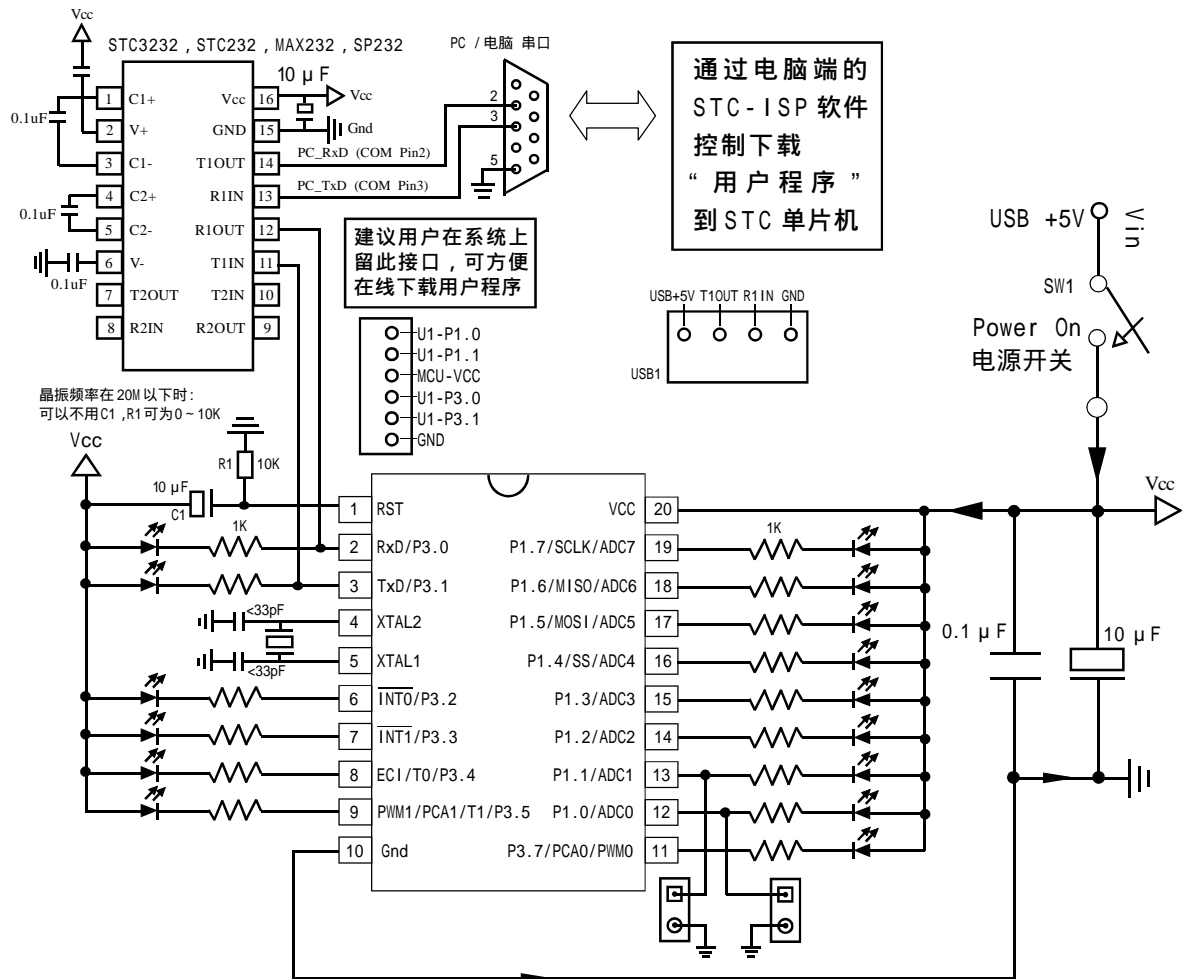 Vcc
STC3232 , STC232 , MAX232 , SP232
PC / 电脑 串口
10 μ F
1 C1+
Vcc 16
Vcc
0.1uF
2 V+
GND 15
Gnd
3 C1-
T1OUT 14
PC_RxD (COM Pin2)
4 C2+
R1IN 13
PC_TxD (COM Pin3)
0.1uF
5 C2-
R1OUT 12
6 V-
T1IN 11
0.1uF
7 T2OUT
T2IN 10
8 R2IN
R2OUT 9
2
3
5
通过电脑端的
STC-ISP 软件
控制下载
“ 用 户 程 序 ”
到 STC 单片机
建议用户在系统上
留此接口 , 可方便
在线下载用户程序
U1-P1.0
U1-P1.1
MCU-VCC
U1-P3.0
U1-P3.1
GND
USB+5V T1OUT R1IN GND
USB1
USB +5V
Vin
SW1
Power On
电源开关
晶振频率在 20M 以下时:
可以不用C1 ,R1可为0 ~ 10K
Vcc
R1 10K
10 μF
C1
1K
<33pF
<33pF
1 RST
2 RxD/P3.0
3 TxD/P3.1
4 XTAL2
5 XTAL1
6 INT0/P3.2
7 INT1/P3.3
8 ECI/T0/P3.4
9 PWM1/PCA1/T1/P3.5
10 Gnd
VCC 20
P1.7/SCLK/ADC7 19
P1.6/MISO/ADC6 18
P1.5/MOSI/ADC5 17
P1.4/SS/ADC4 16
P1.3/ADC3 15
P1.2/ADC2 14
P1.1/ADC1 13
P1.0/ADC0 12
P3.7/PCA0/PWM0 11
1K
Vcc
0.1 μ F
10 μ F